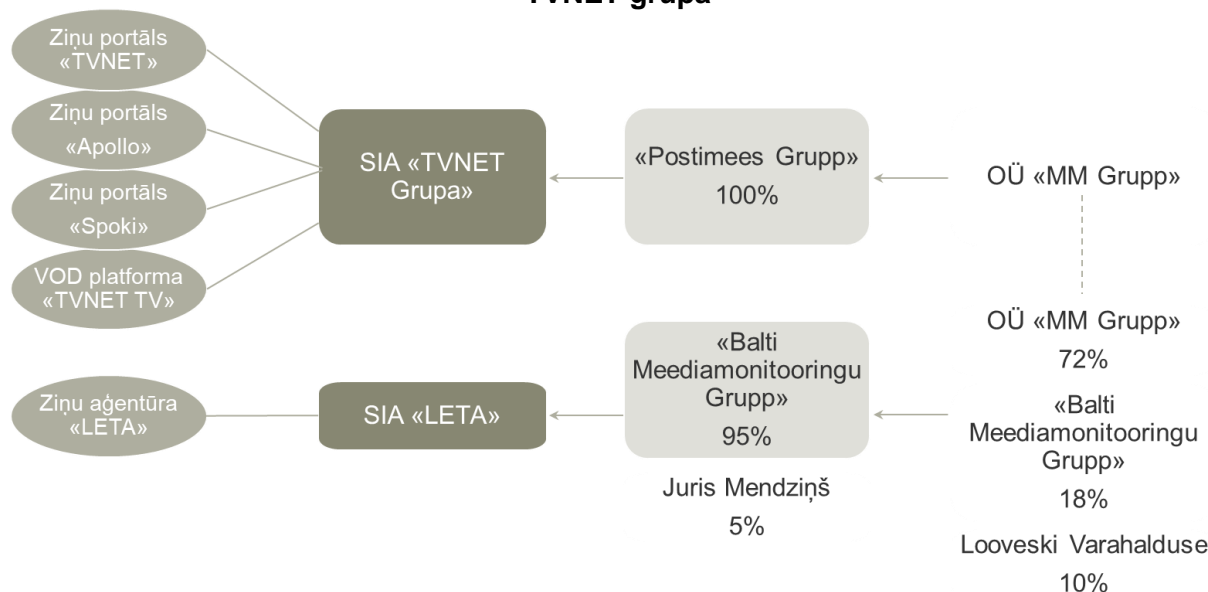 TVNET grupa
Ziņu portāls
«TVNET»
Ziņu portāls
«Apollo»
Ziņu portāls
«Spoki»
VOD platforma
«TVNET TV»
SIA «TVNET
Grupa»
«Postimees Grupp»
100%
OÜ «MM Grupp»
Ziņu aģentūra
«LETA»
SIA «LETA»
«Balti
Meediamonitooringu
Grupp»
95%
Juris Mendziņš
5%
OÜ «MM Grupp»
72%
«Balti
Meediamonitooringu
Grupp»
18%
Looveski Varahalduse
10%